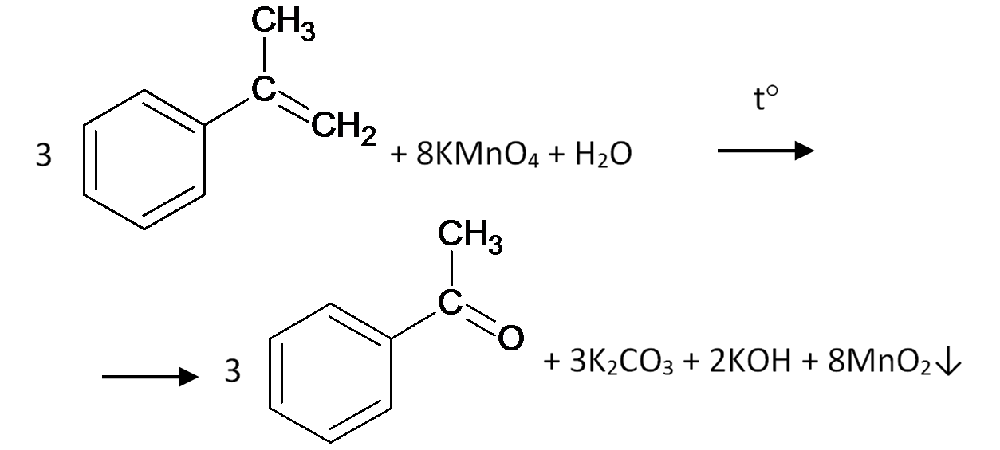 CH₃
C
CH₂
3 + 8KMnO₄ + H₂O t°
CH₃
C
O
3 + 3K₂CO₃ + 2KOH + 8MnO₂↓